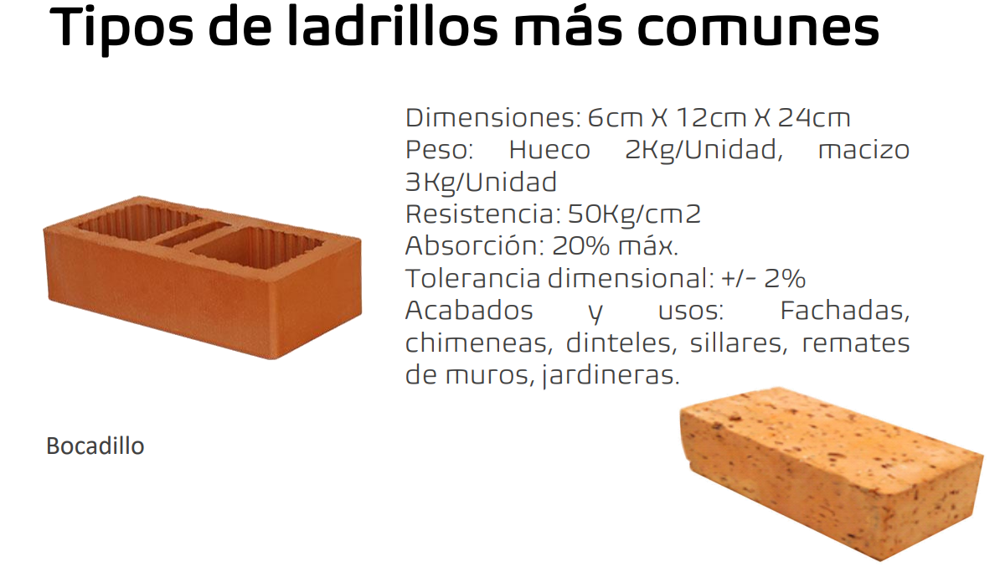 Tipos de ladrillos más comunes
Dimensiones: 6cm X 12cm X 24cm
Peso: Hueco 2Kg/Unidad, macizo
3Kg/Unidad
Resistencia: 50Kg/cm2
Absorción: 20% máx.
Tolerancia dimensional: +/- 2%
Acabados y usos: Fachadas,
chimeneas, dinteles, sillares, remates
de muros, jardineras.
Bocadillo